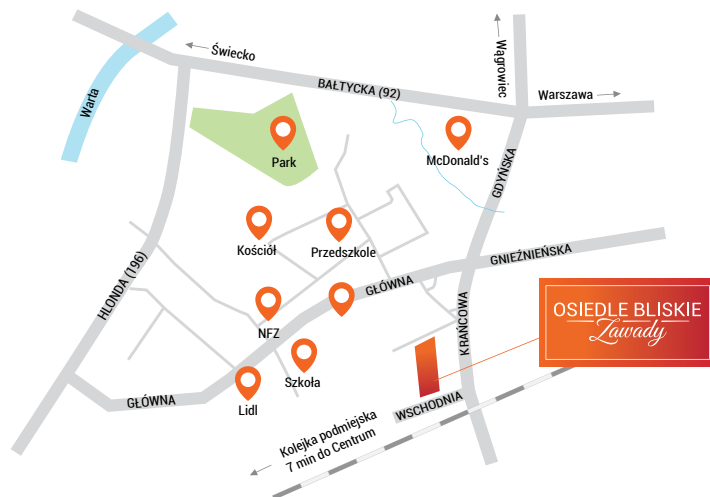 Świecko
Wągrowiec
Warta
BAŁTYCKA (92)
Warszawa
Park
McDonald's
GDYŃSKA
Kościół
Przedszkole
GNIEŹNIEŃSKA
HLONDA (196)
GŁÓWNA
NFZ
KRAŃCOWA
OSIEDLE BLISKIE
Zawady
Szkoła
GŁÓWNA
Lidl
WSCHODNIA
Kolejka podmiejska
7 min do Centrum